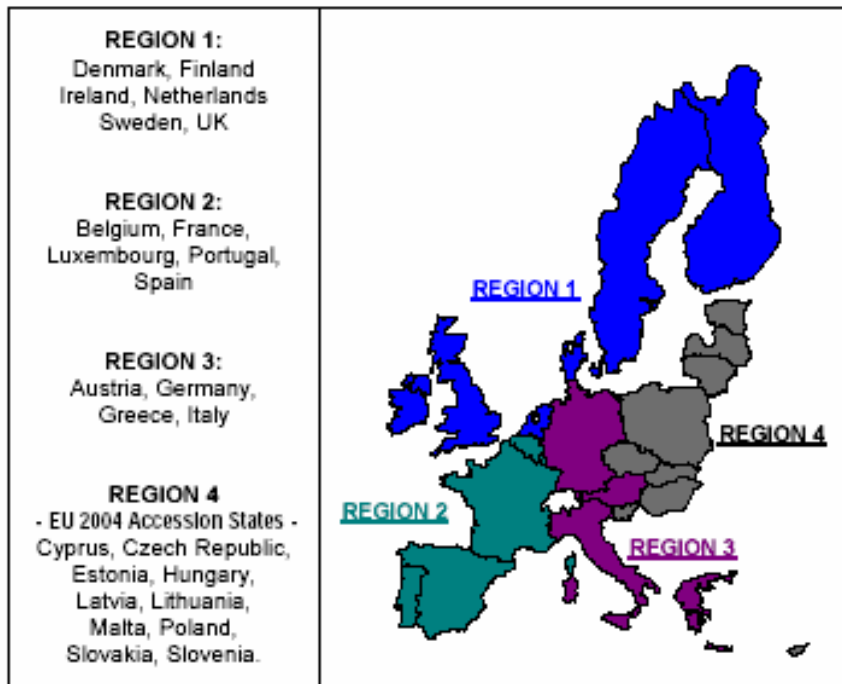 REGION 1:
Denmark, Finland
Ireland, Netherlands
Sweden, UK
REGION 2:
Belgium, France,
Luxembourg, Portugal,
Spain
REGION 3:
Austria, Germany,
Greece, Italy
REGION 4
- EU 2004 Accession States -
Cyprus, Czech Republic,
Estonia, Hungary,
Latvia, Lithuania,
Malta, Poland,
Slovakia, Slovenia.
REGION 1
REGION 4
REGION 2
REGION 3